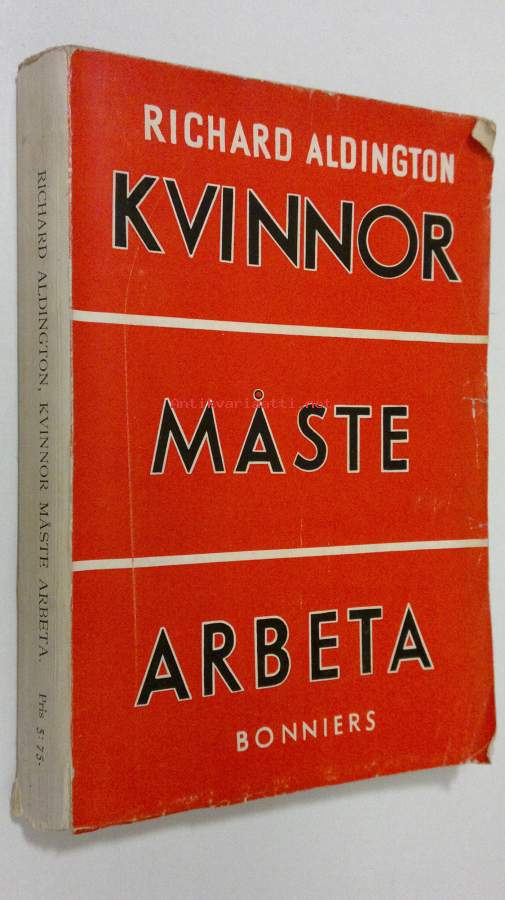 RICHARD ALDINGTON
KVINNOR
MÅSTE
ARBETA
BONNIERS
RICHARD ALDINGTON, KVINNOR MÅSTE ARBETA. Pris 5:75.
Antikvariaatti.net